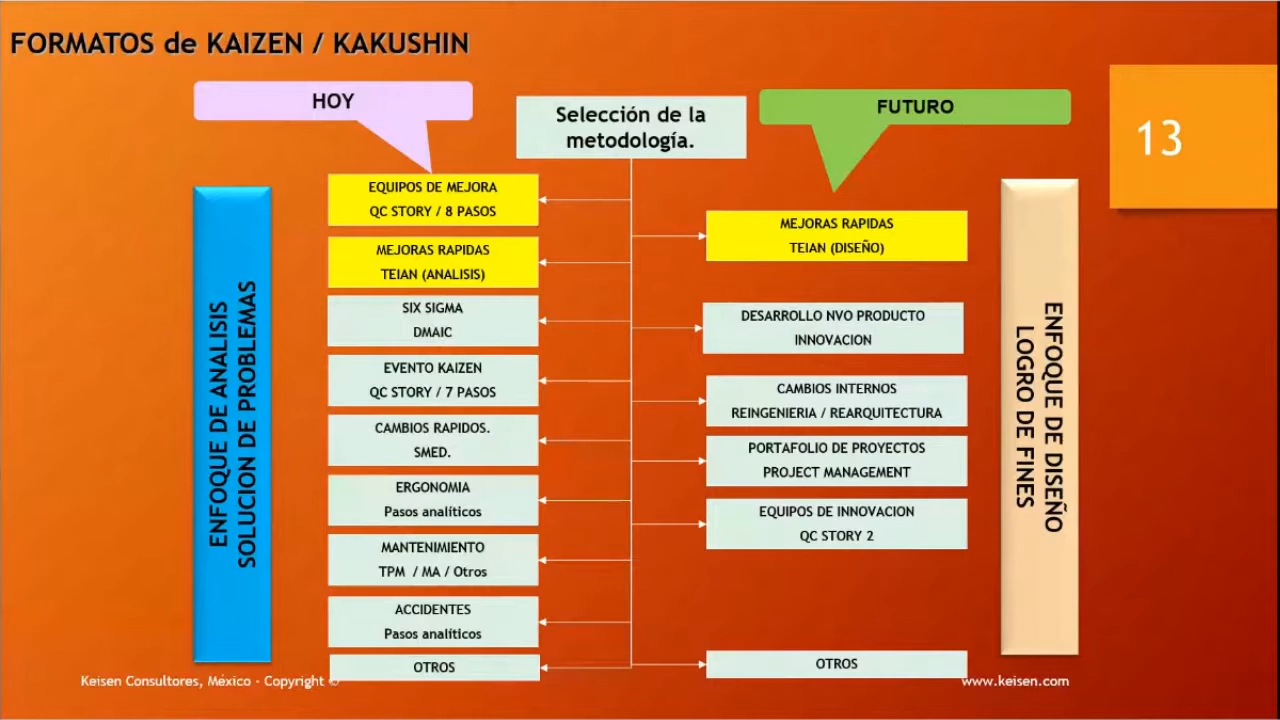 FORMATOS de KAIZEN / KAKUSHIN
HOY
Selección de la
metodología.
FUTURO
13
ENFOQUE DE ANALISIS
SOLUCION DE PROBLEMAS
EQUIPOS DE MEJORA
QC STORY / 8 PASOS
MEJORAS RAPIDAS
TEIAN (ANALISIS)
SIX SIGMA
DMAIC
EVENTO KAIZEN
QC STORY / 7 PASOS
CAMBIOS RAPIDOS.
SMED.
ERGONOMIA
Pasos analíticos
MANTENIMIENTO
TPM / MA / Otros
ACCIDENTES
Pasos analíticos
OTROS
MEJORAS RAPIDAS
TEIAN (DISEÑO)
DESARROLLO NVO PRODUCTO
INNOVACION
CAMBIOS INTERNOS
REINGENIERIA / REARQUITECTURA
PORTAFOLIO DE PROYECTOS
PROJECT MANAGEMENT
EQUIPOS DE INNOVACION
QC STORY 2
OTROS
ENFOQUE DE DISEÑO
LOGRO DE FINES
Keisen Consultores, México - Copyright ©
www.keisen.com